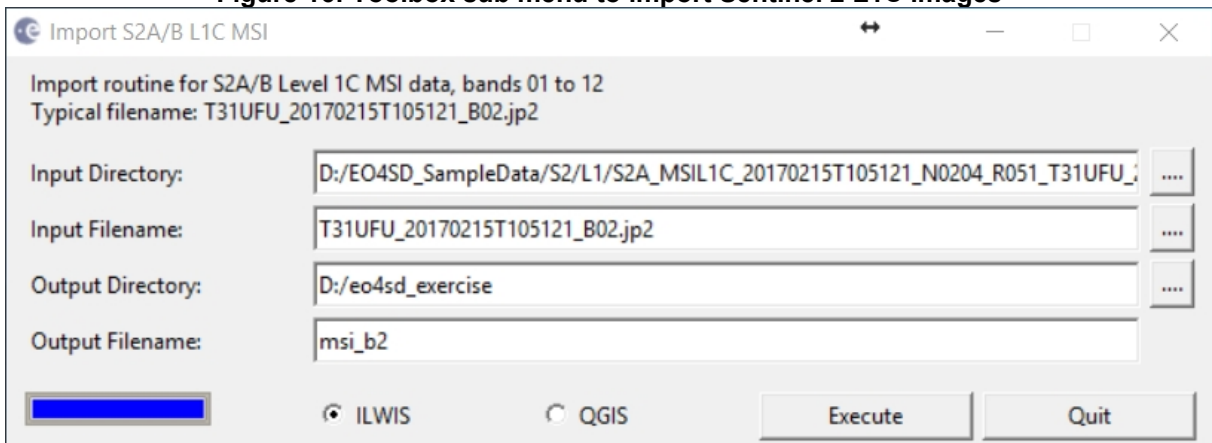 Figure 10: Toolbox sub menu to import Sentinel 2 L1C images
Import S2A/B L1C MSI
Import routine for S2A/B Level 1C MSI data, bands 01 to 12
Typical filename: T31UFU_20170215T105121_B02.jp2
Input Directory: D:/EO4SD_SampleData/S2/L1/S2A_MSIL1C_20170215T105121_N0204_R051_T31UFU_2 ....
Input Filename: T31UFU_20170215T105121_B02.jp2 ....
Output Directory: D:/eo4sd_exercise ....
Output Filename: msi_b2
ILWIS QGIS Execute Quit